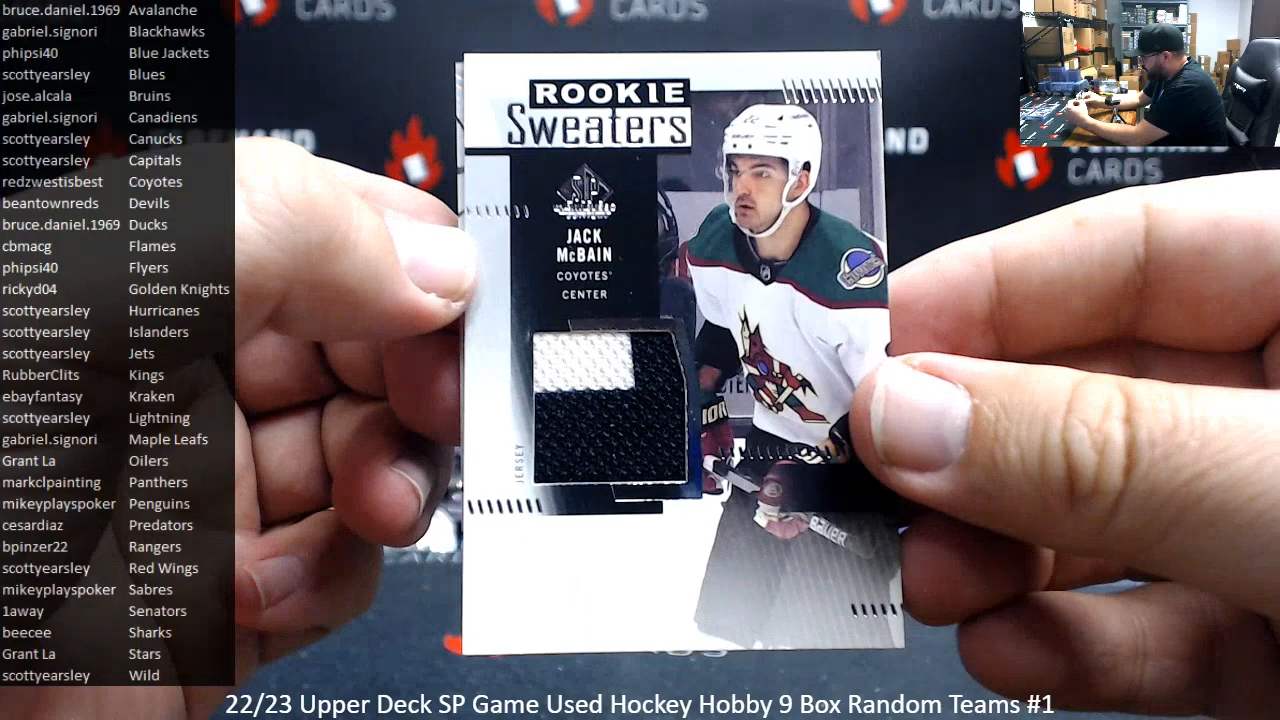 bruce.daniel.1969 Avalanche
gabriel.signori Blackhawks
phipsi40 Blue Jackets
scottyearsley Blues
jose.alcala Bruins
gabriel.signori Canadiens
scottyearsley Canucks
scottyearsley Capitals
redzwestisbest Coyotes
beantownreds Devils
bruce.daniel.1969 Ducks
cbmacg Flames
phipsi40 Flyers
rickyd04 Golden Knights
scottyearsley Hurricanes
scottyearsley Islanders
scottyearsley Jets
RubberClits Kings
ebayfantasy Kraken
scottyearsley Lightning
gabriel.signori Maple Leafs
Grant La Oilers
markclpainting Panthers
mikeyplayspoker Penguins
cesardiaz Predators
bpinzer22 Rangers
scottyearsley Red Wings
mikeyplayspoker Sabres
1away Senators
beecee Sharks
Grant La Stars
scottyearsley Wild
CARDS
CARDS
CARDS
CARDS
ROOKIE
Sweaters
SP
JACK
McBAIN
COYOTES
CENTER
JERSEY
BAUER
22/23 Upper Deck SP Game Used Hockey Hobby 9 Box Random Teams #1